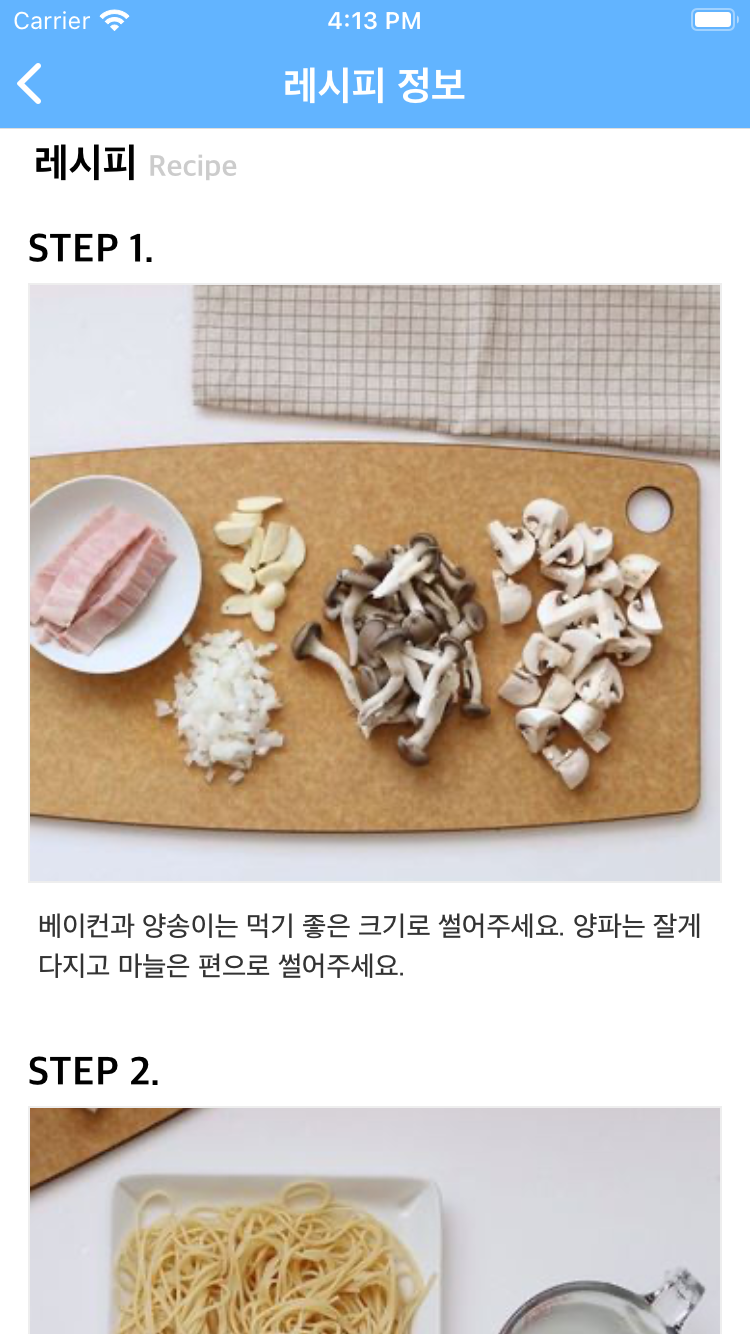 Carrier 4:13 PM
레시피 정보
레시피 Recipe
STEP 1.
베이컨과 양송이는 먹기 좋은 크기로 썰어주세요. 양파는 잘게
다지고 마늘은 편으로 썰어주세요.
STEP 2.